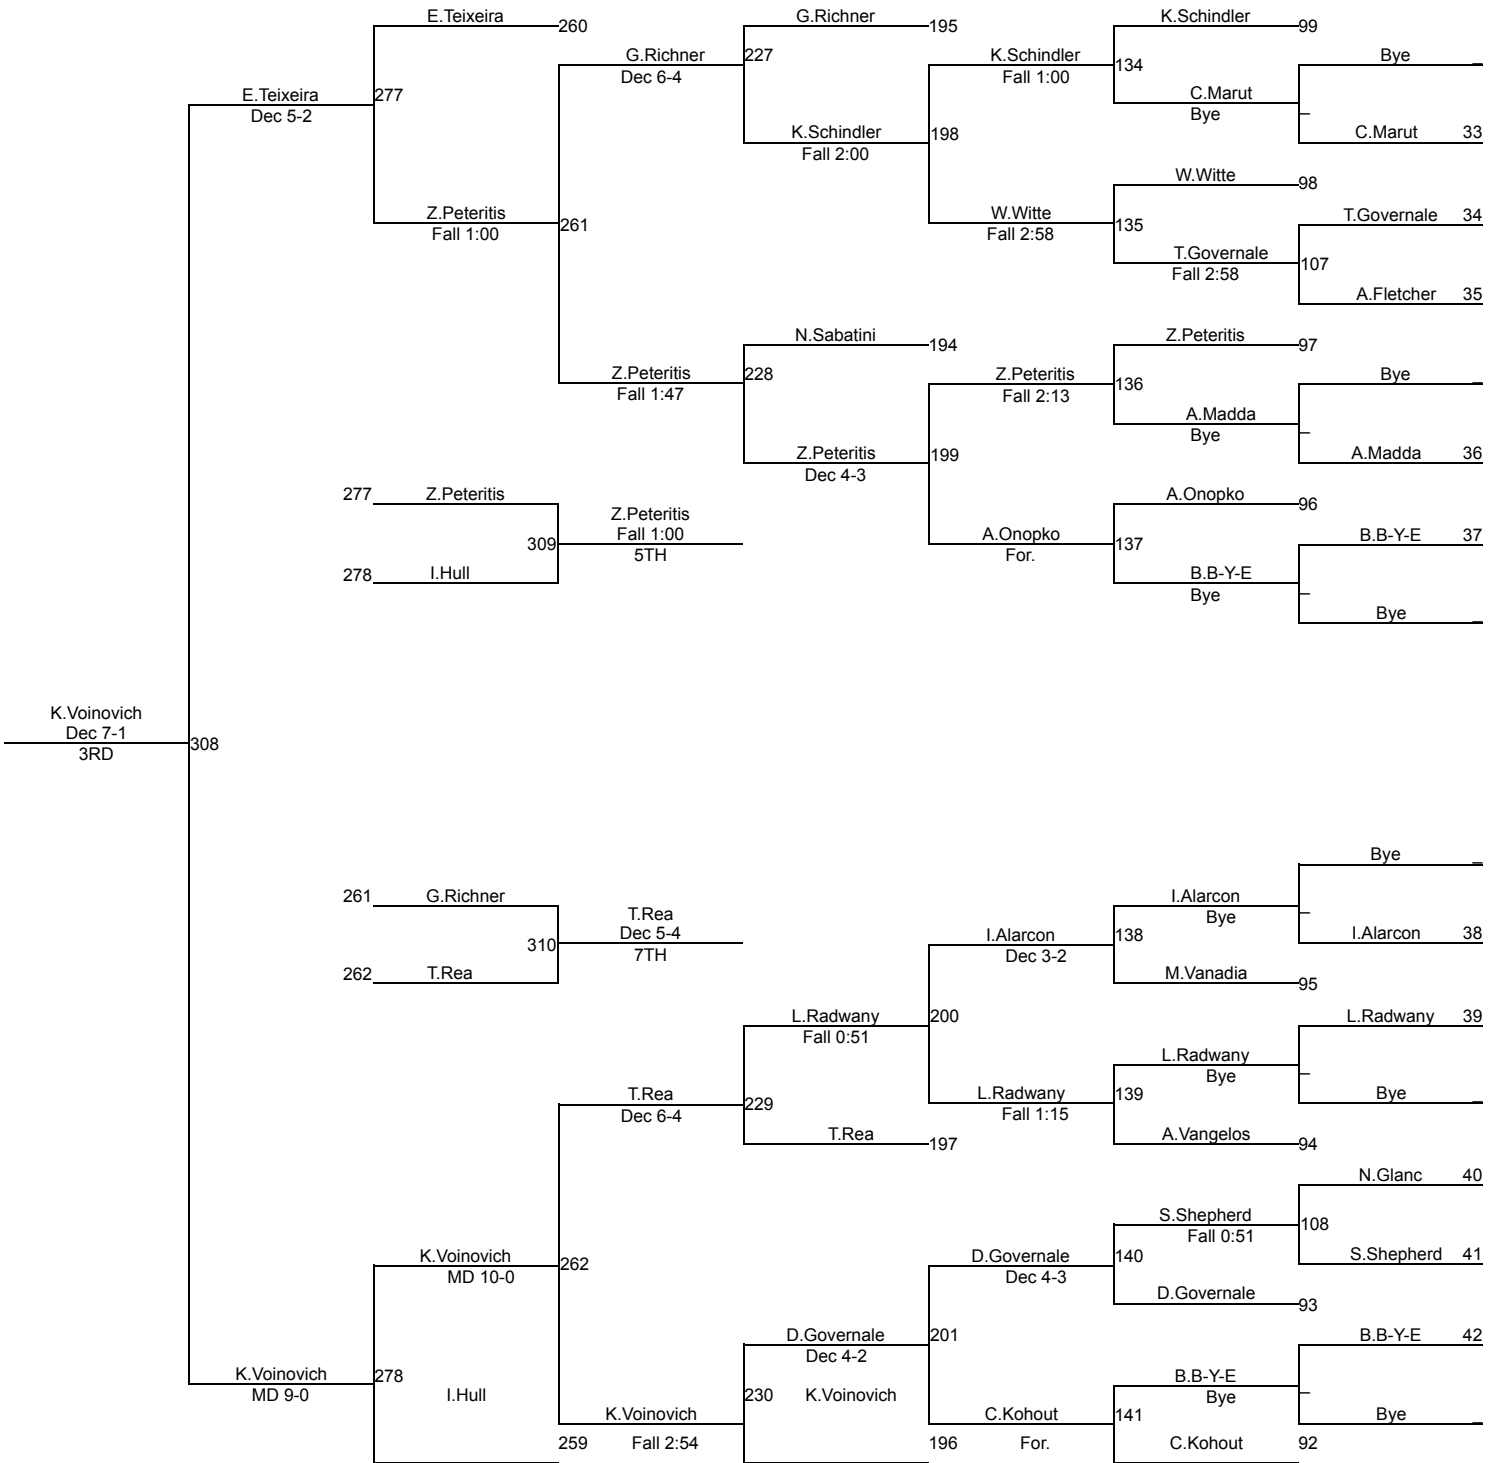 E.Teixeira
G.Richner
K.Schindler
260
195
99
G.Richner
227
K.Schindler
134
Bye
_
Dec 6-4
Fall 1:00
E.Teixeira
277
C.Marut
Dec 5-2
Bye
_
K.Schindler
198
C.Marut
33
Fall 2:00
W.Witte
98
Z.Peteritis
261
W.Witte
135
T.Governale
34
Fall 1:00
Fall 2:58
T.Governale
107
Fall 2:58
A.Fletcher
35
N.Sabatini
194
Z.Peteritis
97
Z.Peteritis
228
Z.Peteritis
136
Bye
_
Fall 1:47
Fall 2:13
A.Madda
Bye
_
Z.Peteritis
199
A.Madda
36
Dec 4-3
277
Z.Peteritis
A.Onopko
96
Z.Peteritis
Fall 1:00
309
5TH
A.Onopko
137
B.B-Y-E
37
For.
278
I.Hull
B.B-Y-E
Bye
_
Bye
_
K.Voinovich
Dec 7-1
308
3RD
Bye
_
261
G.Richner
I.Alarcon
Bye
_
T.Rea
Dec 5-4
310
7TH
I.Alarcon
138
I.Alarcon
38
Dec 3-2
262
T.Rea
M.Vanadia
95
L.Radwany
200
L.Radwany
39
Fall 0:51
L.Radwany
Bye
_
T.Rea
229
L.Radwany
139
Bye
_
Dec 6-4
Fall 1:15
T.Rea
197
A.Vangelos
94
N.Glanc
40
S.Shepherd
108
Fall 0:51
K.Voinovich
262
D.Governale
140
S.Shepherd
41
MD 10-0
Dec 4-3
D.Governale
93
D.Governale
201
B.B-Y-E
42
Dec 4-2
K.Voinovich
278
B.B-Y-E
MD 9-0
I.Hull
230
K.Voinovich
Bye
_
K.Voinovich
C.Kohout
141
Bye
_
259
Fall 2:54
196
For.
C.Kohout
92